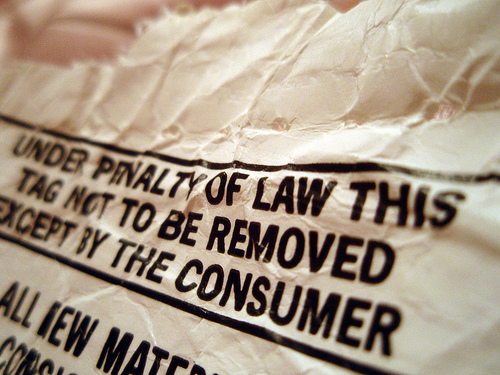 UNDER PENALTY OF LAW THIS
TAG NOT TO BE REMOVED
EXCEPT BY THE CONSUMER
ALL NEW